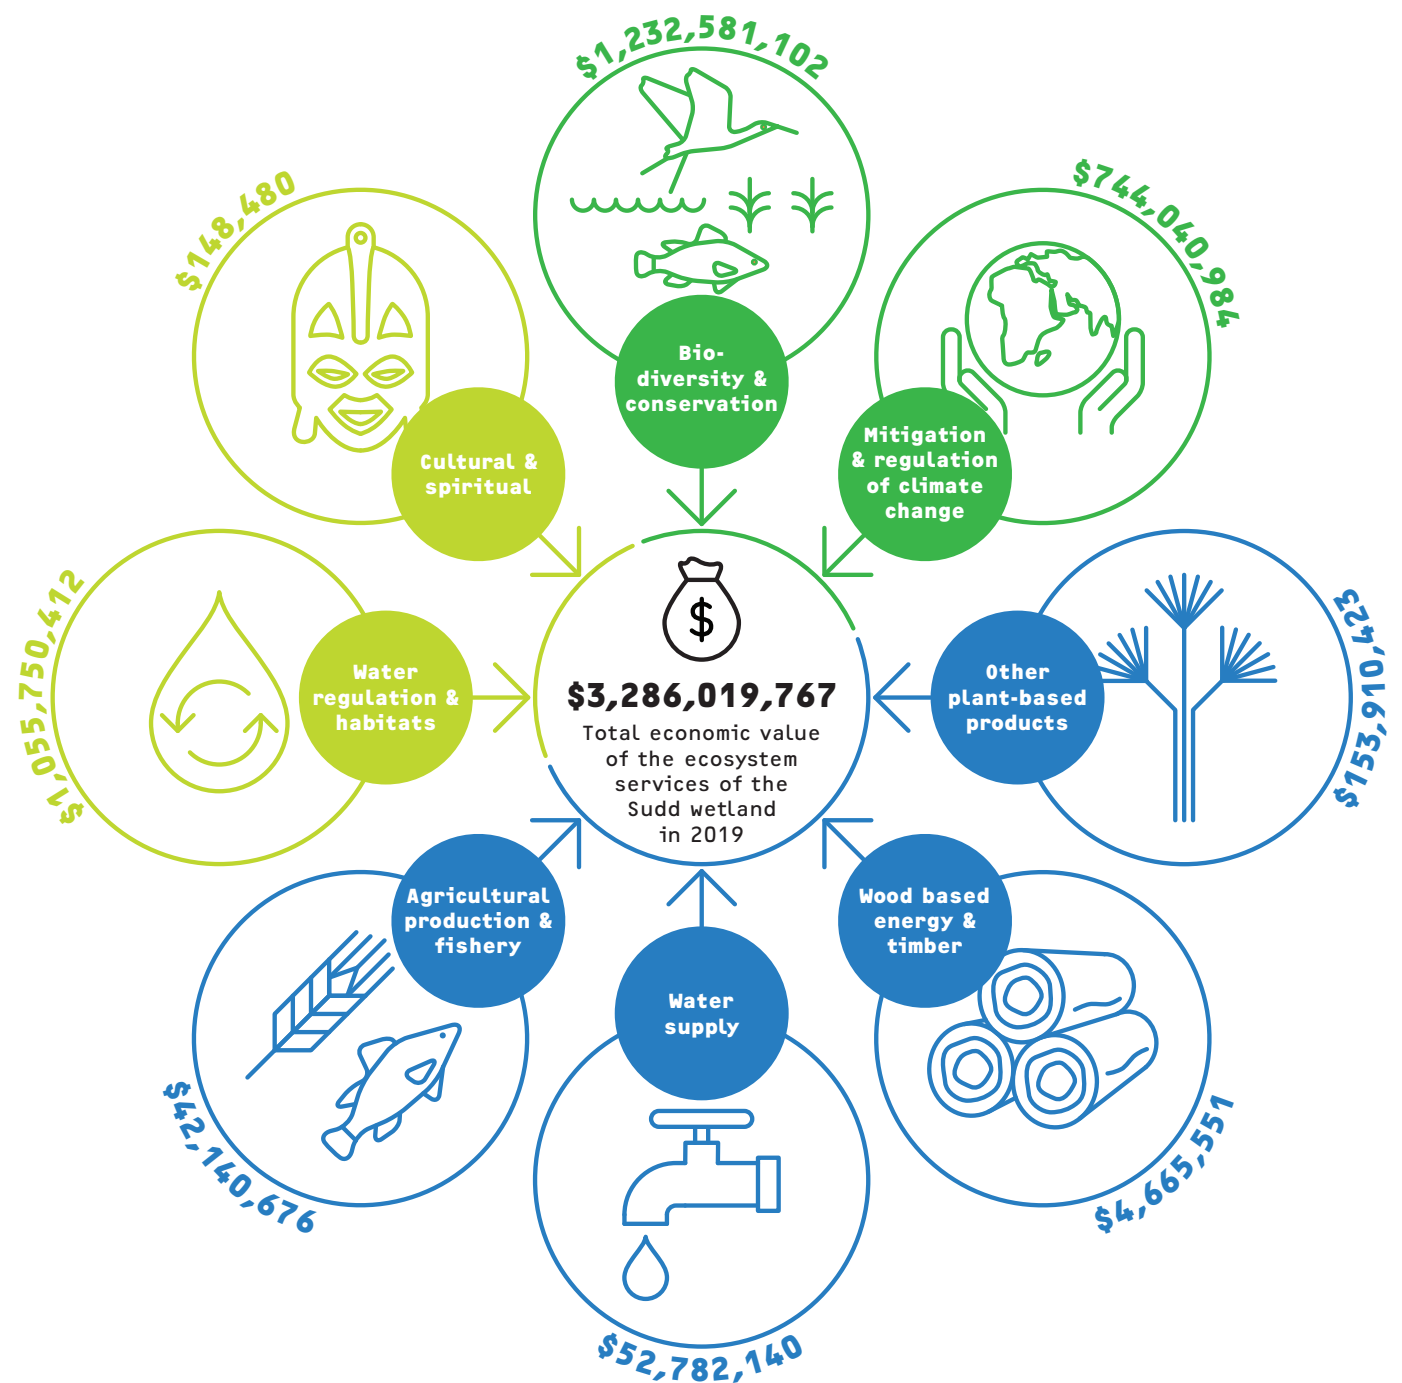 $1,232,581,102
Bio-
diversity &
conservation
$744,040,984
Mitigation
& regulation
of climate
change
$153,910,423
Other
plant-based
products
$4,665,551
Wood based
energy &
timber
$52,782,140
Water
supply
$42,140,676
Agricultural
production &
fishery
$1,055,750,412
Water
regulation &
habitats
$148,480
Cultural &
spiritual
$
$3,286,019,767
Total economic value
of the ecosystem
services of the
Sudd wetland
in 2019